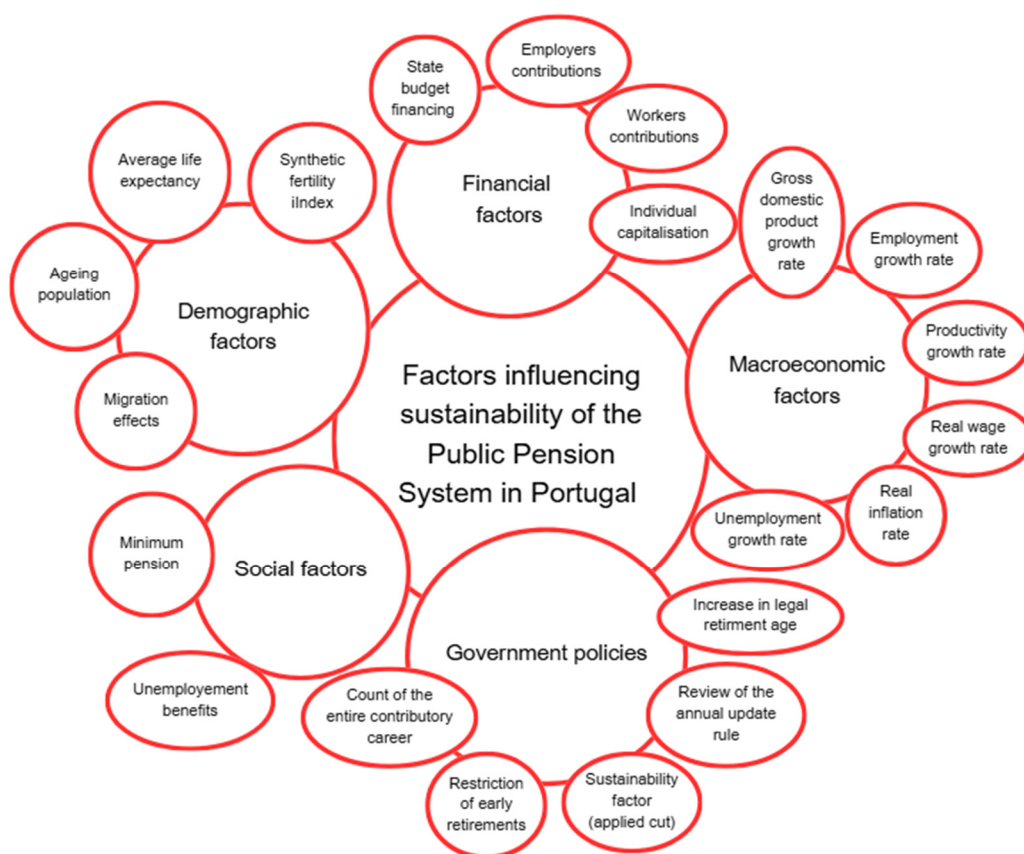 Factors influencing
sustainability of the
Public Pension
System in Portugal
Financial
factors
State
budget
financing
Employers
contributions
Workers
contributions
Individual
capitalisation
Macroeconomic
factors
Gross
domestic
product
growth
rate
Employment
growth rate
Productivity
growth rate
Real wage
growth rate
Real
inflation
rate
Unemployment
growth rate
Government policies
Increase in legal
retirment age
Review of the
annual update
rule
Sustainability
factor
(applied cut)
Restriction
of early
retirements
Count of the
entire contributory
career
Social factors
Unemployement
benefits
Minimum
pension
Demographic
factors
Migration
effects
Ageing
population
Average life
expectancy
Synthetic
fertility
iIndex